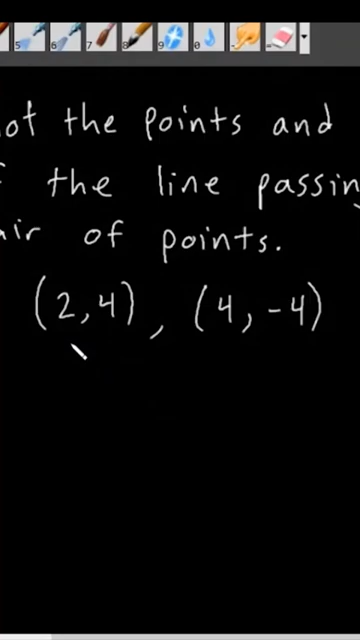 the points and
the line passing
of points.
(2,4), (4,-4)